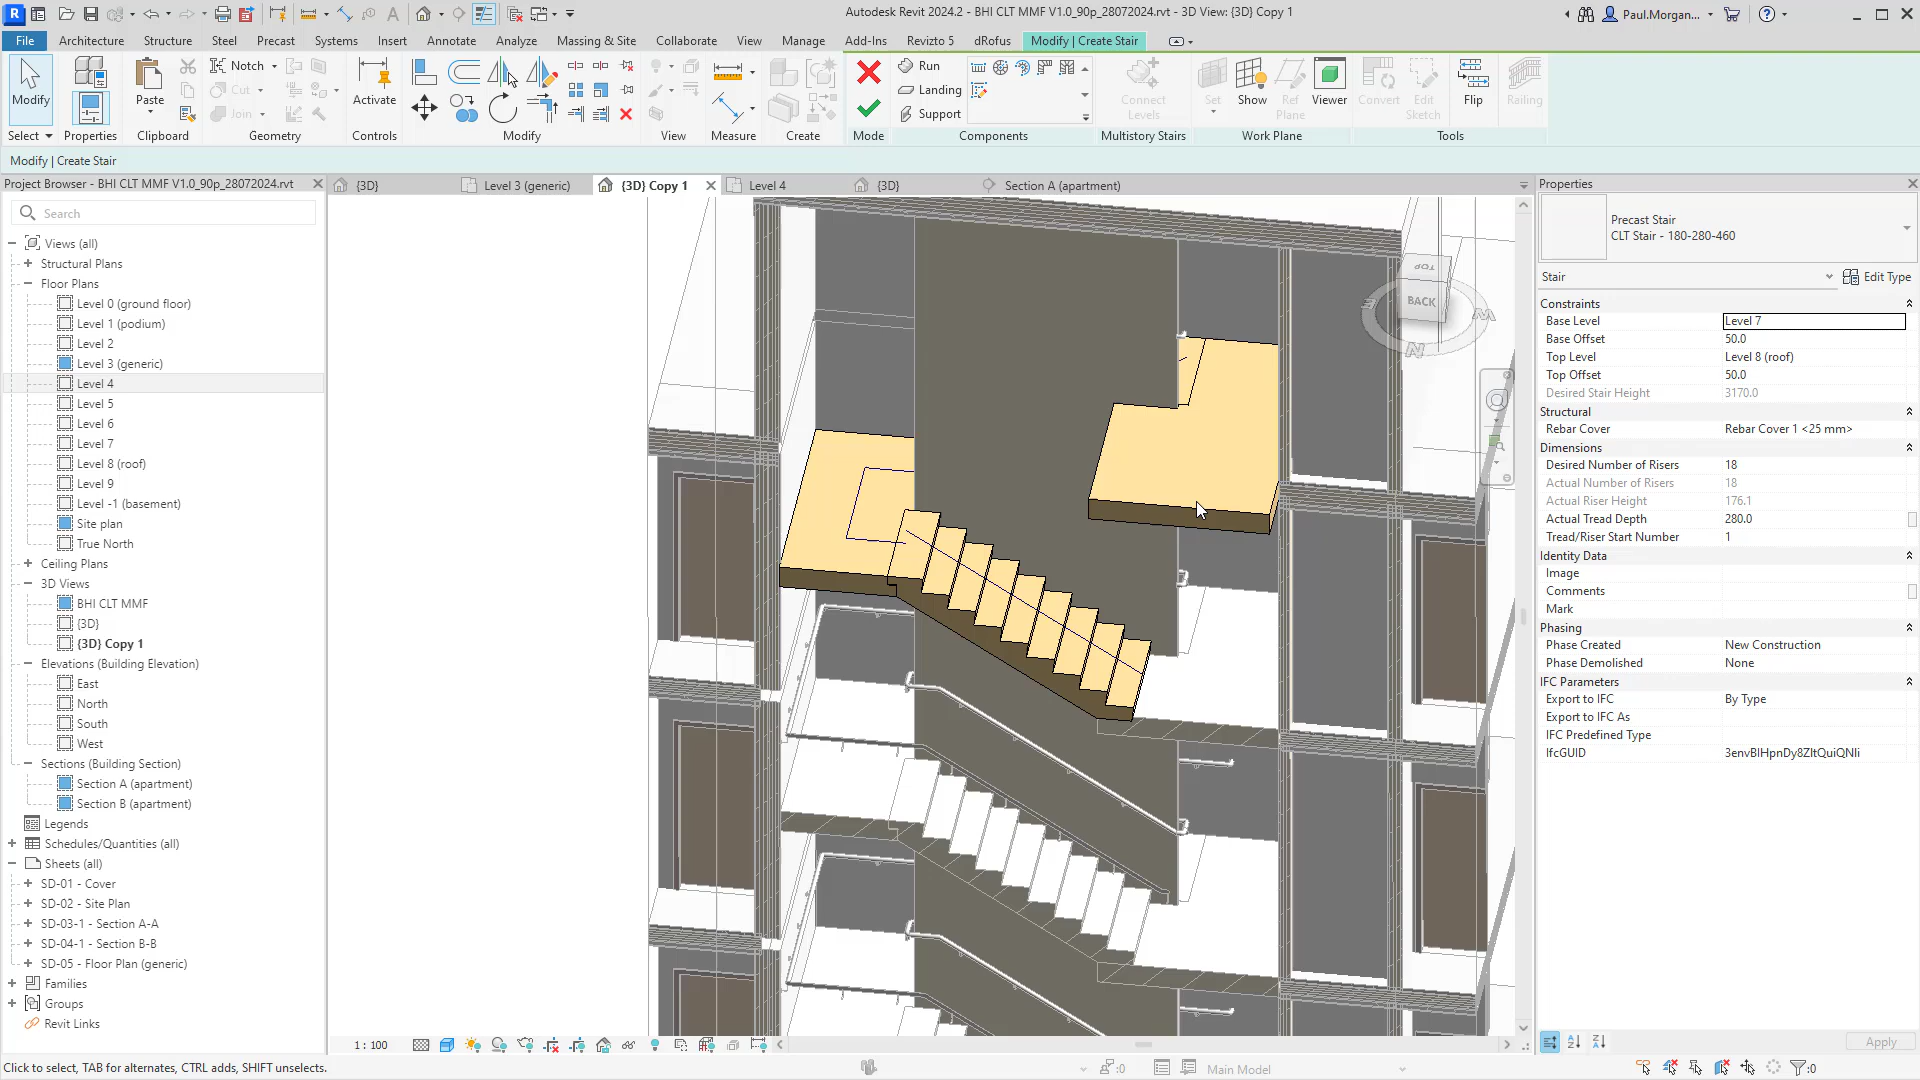 Autodesk Revit 2024.2 - BHI CLT MMF V1.0_90p_28072024.rvt - 3D View: {3D} Copy 1
Paul.Morgan...
File Architecture Structure Steel Precast Systems Insert Annotate Analyze Massing & Site Collaborate View Manage Add-Ins Revizto 5 dRofus Modify | Create Stair
Modify
Paste
Notch
Cut
Join
Activate
Run
Landing
Support
Connect
Levels
Set
Show
Ref
Plane
Viewer
Convert
Edit
Sketch
Flip
Railing
Select Properties Clipboard Geometry Controls Modify View Measure Create Mode Components Multistory Stairs Work Plane Tools
Modify | Create Stair
Project Browser - BHI CLT MMF V1.0_90p_28072024.rvt
{3D} Level 3 (generic) {3D} Copy 1 Level 4 {3D} Section A (apartment)
Search
Views (all)
Structural Plans
Floor Plans
Level 0 (ground floor)
Level 1 (podium)
Level 2
Level 3 (generic)
Level 4
Level 5
Level 6
Level 7
Level 8 (roof)
Level 9
Level -1 (basement)
Site plan
True North
Ceiling Plans
3D Views
BHI CLT MMF
{3D}
{3D} Copy 1
Elevations (Building Elevation)
East
North
South
West
Sections (Building Section)
Section A (apartment)
Section B (apartment)
Legends
Schedules/Quantities (all)
Sheets (all)
SD-01 - Cover
SD-02 - Site Plan
SD-03-1 - Section A-A
SD-04-1 - Section B-B
SD-05 - Floor Plan (generic)
Families
Groups
Revit Links
TOP
BACK
N
W
E
Properties
Precast Stair
CLT Stair - 180-280-460
Stair
Edit Type
Constraints
Base Level Level 7
Base Offset 50.0
Top Level Level 8 (roof)
Top Offset 50.0
Desired Stair Height 3170.0
Structural
Rebar Cover Rebar Cover 1 <25 mm>
Dimensions
Desired Number of Risers 18
Actual Number of Risers 18
Actual Riser Height 176.1
Actual Tread Depth 280.0
Tread/Riser Start Number 1
Identity Data
Image
Comments
Mark
Phasing
Phase Created New Construction
Phase Demolished None
IFC Parameters
Export to IFC By Type
Export to IFC As
IFC Predefined Type
IfcGUID 3envBIHpnDy8ZItQuiQNIi
Apply
1 : 100
Click to select, TAB for alternates, CTRL adds, SHIFT unselects.
:0
Main Model
:0